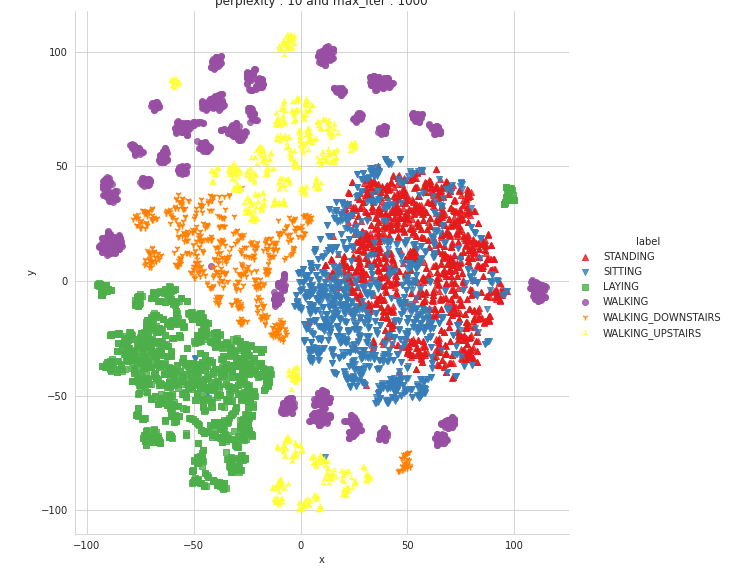 perplexity : 10 and max_iter : 1000
100
50
0
−50
−100
y
−100
−50
0
50
100
x
label
STANDING
SITTING
LAYING
WALKING
WALKING_DOWNSTAIRS
WALKING_UPSTAIRS